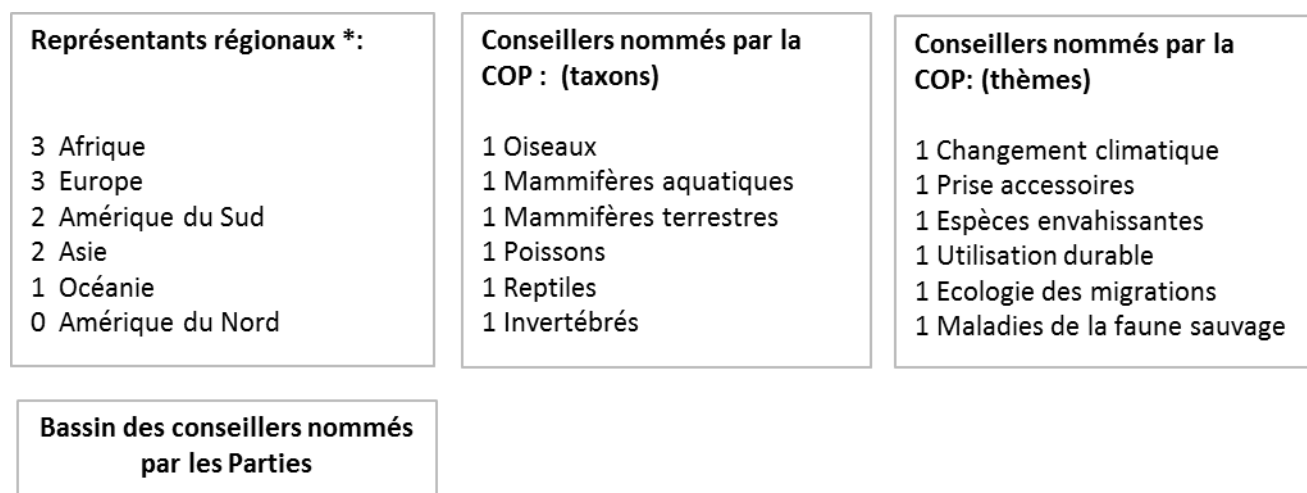 Représentants régionaux *:
3 Afrique
3 Europe
2 Amérique du Sud
2 Asie
1 Océanie
0 Amérique du Nord
Conseillers nommés par la
COP : (taxons)
1 Oiseaux
1 Mammifères aquatiques
1 Mammifères terrestres
1 Poissons
1 Reptiles
1 Invertébrés
Conseillers nommés par la
COP: (thèmes)
1 Changement climatique
1 Prise accessoires
1 Espèces envahissantes
1 Utilisation durable
1 Ecologie des migrations
1 Maladies de la faune sauvage
Bassin des conseillers nommés
par les Parties